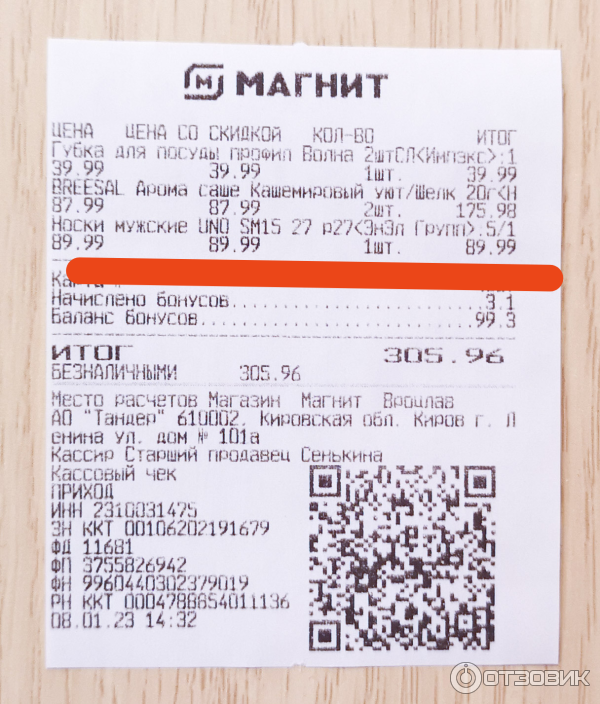 МАГНИТ
ЦЕНА ЦЕНА СО СКИДКОЙ КОЛ-ВО ИТОГ
Губка для посуды профил Волна 2штСЛ<Импэкс>:1
39.99 39.99 1шт. 39.99
BREESAL Арома саше Кашемировый уют/Шелк 20г<Н
87.99 87.99 2шт. 175.98
Носки мужские UNO SM15 27 р27<ЭнЭл Групп>:5/1
89.99 89.99 1шт. 89.99
Начислено бонусов 3.1
Баланс бонусов 99.3
ИТОГ 305.96
БЕЗНАЛИЧНЫМИ 305.96
Место расчетов Магазин Магнит Вроцлав
АО "Тандер" 610002, Кировская обл. Киров г. Л
енина ул. дом № 101а
Кассир Старший продавец Сенькина
Кассовый чек
ПРИХОД
ИНН 2310031475
ЗН ККТ 00106202191679
ФД 11681
ФП 3755826942
ФН 9960440302379019
РН ККТ 0004788854011136
08.01.23 14:32
ОТЗОВИК